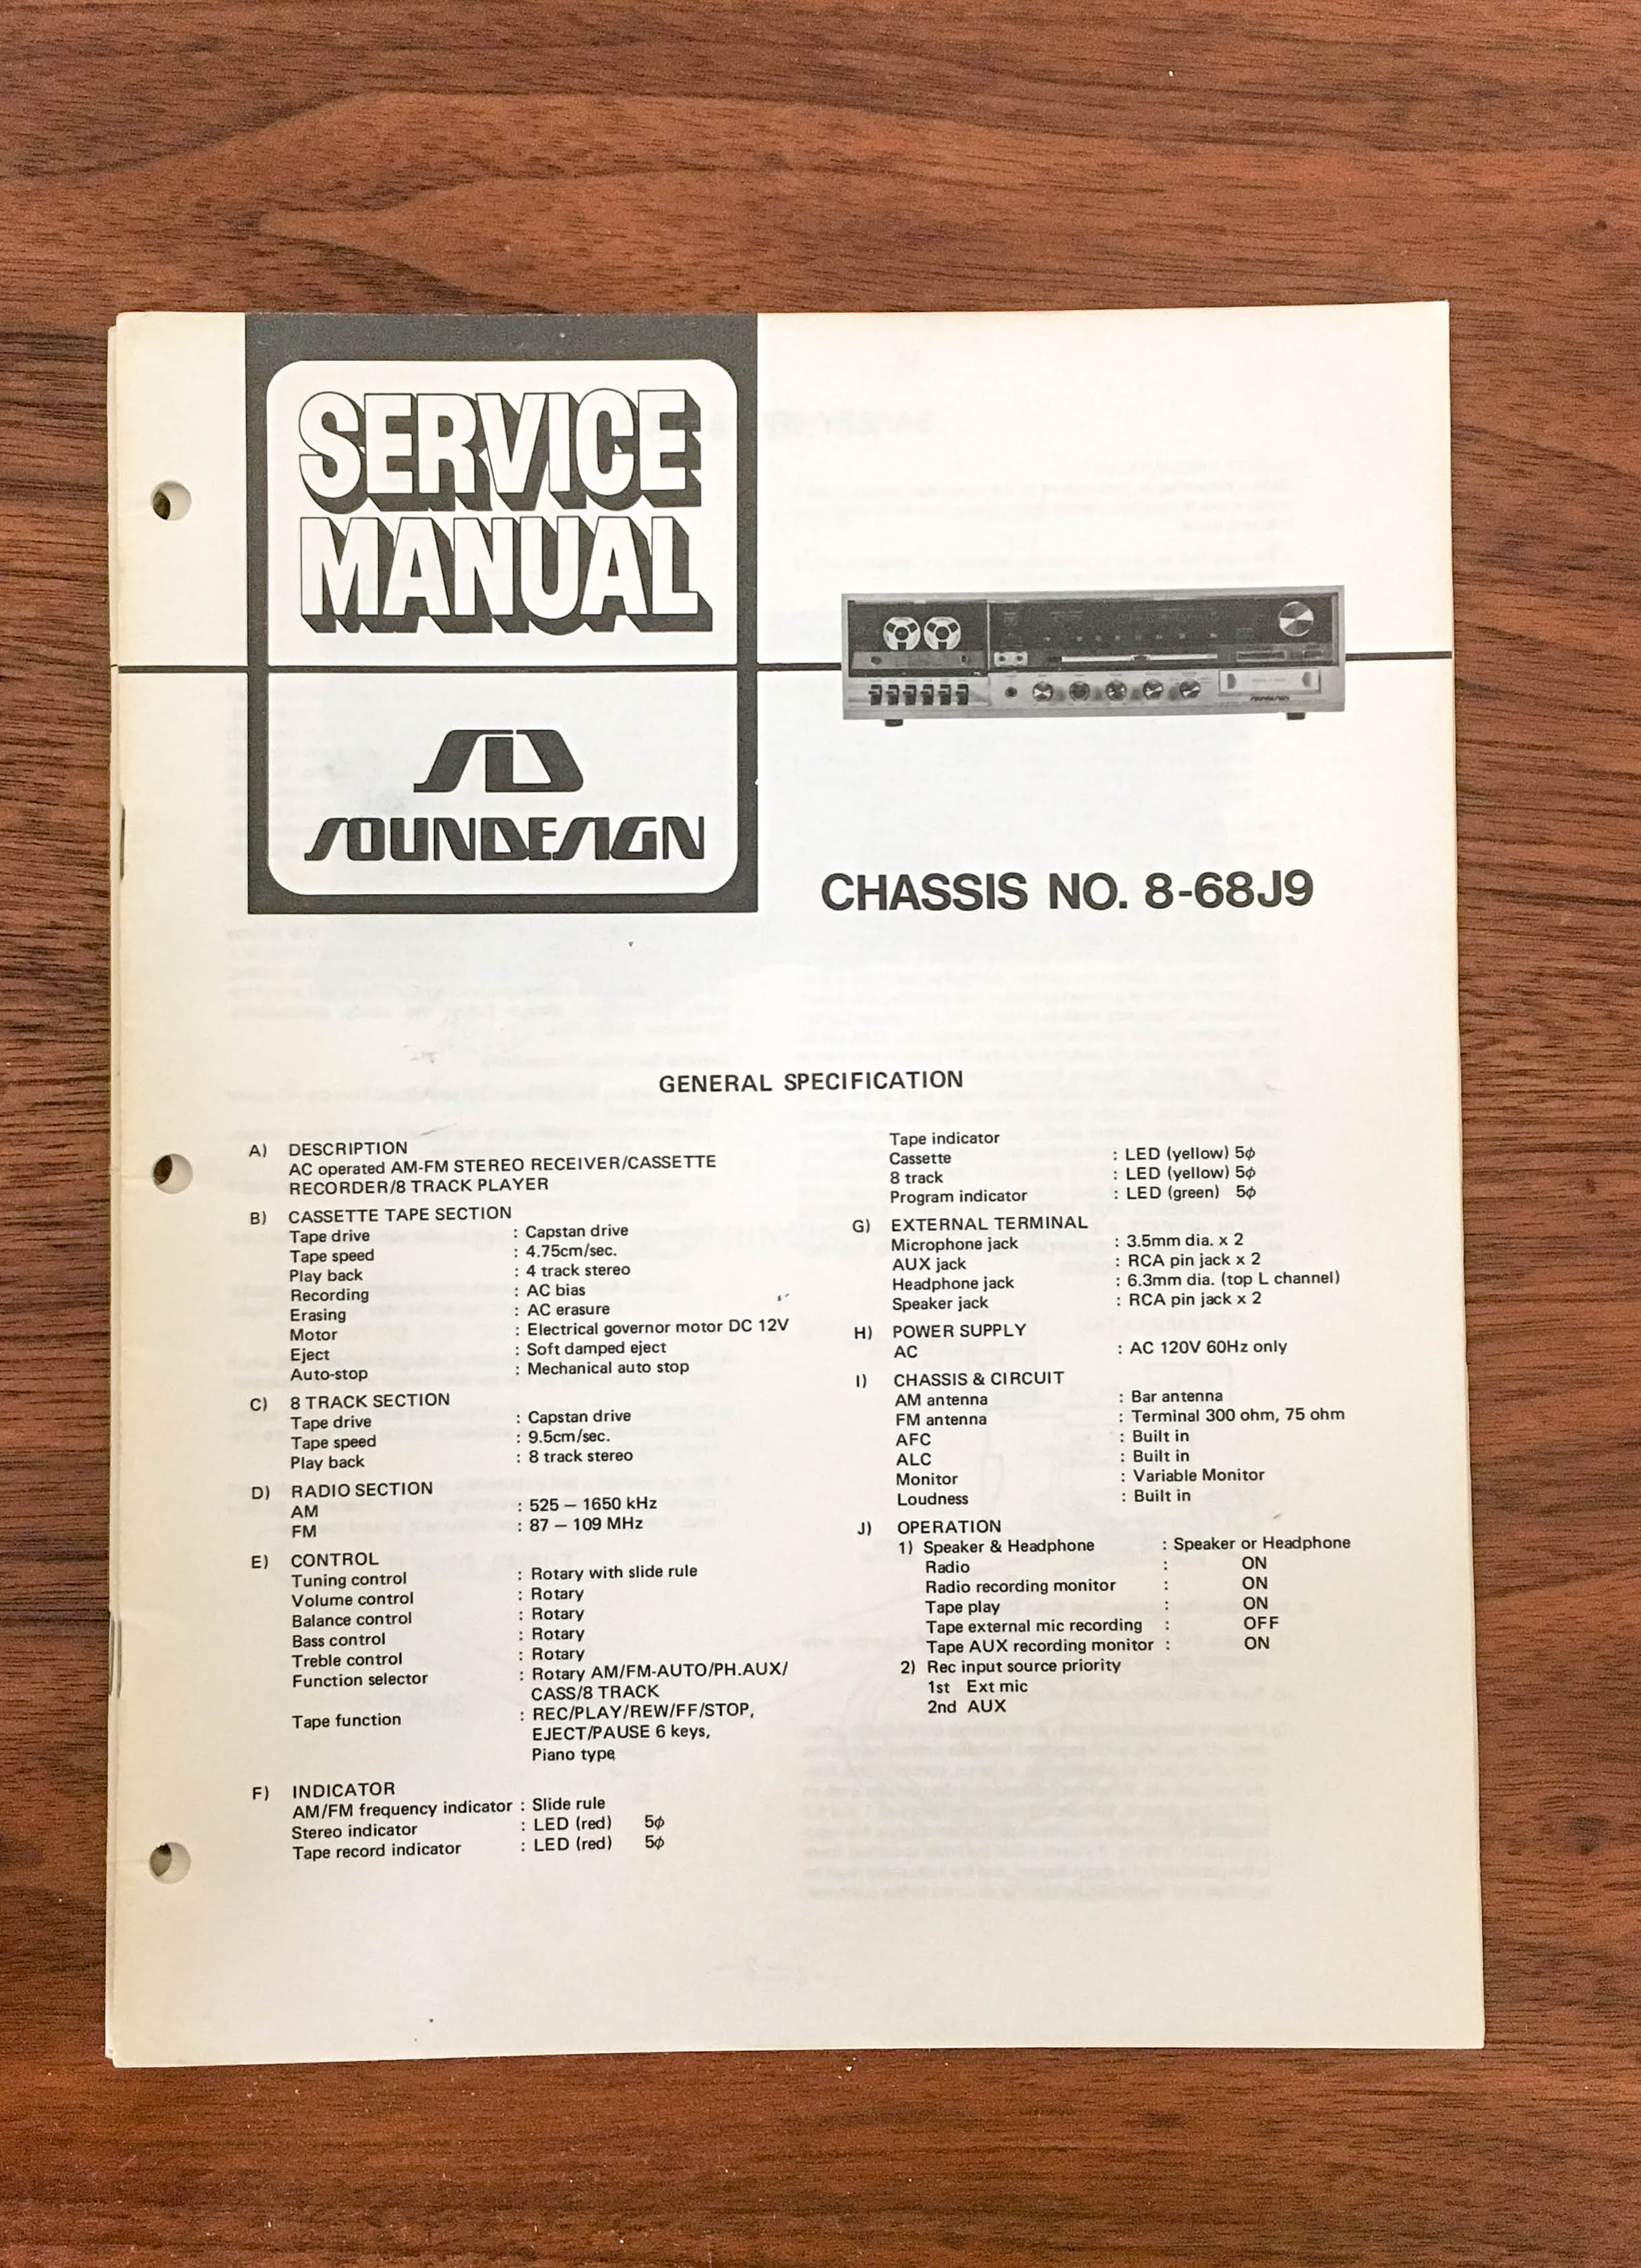 SERVICE
MANUAL
SD
SOUNDESIGN
SOUNDESIGN
CHASSIS NO. 8-68J9
GENERAL SPECIFICATION
A) DESCRIPTION
AC operated AM-FM STEREO RECEIVER/CASSETTE
RECORDER/8 TRACK PLAYER
B) CASSETTE TAPE SECTION
Tape drive : Capstan drive
Tape speed : 4.75cm/sec.
Play back : 4 track stereo
Recording : AC bias
Erasing : AC erasure
Motor : Electrical governor motor DC 12V
Eject : Soft damped eject
Auto-stop : Mechanical auto stop
C) 8 TRACK SECTION
Tape drive : Capstan drive
Tape speed : 9.5cm/sec.
Play back : 8 track stereo
D) RADIO SECTION
AM : 525 – 1650 kHz
FM : 87 – 109 MHz
E) CONTROL
Tuning control : Rotary with slide rule
Volume control : Rotary
Balance control : Rotary
Bass control : Rotary
Treble control : Rotary
Function selector : Rotary AM/FM-AUTO/PH.AUX/
CASS/8 TRACK
Tape function : REC/PLAY/REW/FF/STOP,
EJECT/PAUSE 6 keys,
Piano type
F) INDICATOR
AM/FM frequency indicator : Slide rule
Stereo indicator : LED (red) 5φ
Tape record indicator : LED (red) 5φ
Tape indicator
Cassette : LED (yellow) 5φ
8 track : LED (yellow) 5φ
Program indicator : LED (green) 5φ
G) EXTERNAL TERMINAL
Microphone jack : 3.5mm dia. x 2
AUX jack : RCA pin jack x 2
Headphone jack : 6.3mm dia. (top L channel)
Speaker jack : RCA pin jack x 2
H) POWER SUPPLY
AC : AC 120V 60Hz only
I) CHASSIS & CIRCUIT
AM antenna : Bar antenna
FM antenna : Terminal 300 ohm, 75 ohm
AFC : Built in
ALC : Built in
Monitor : Variable Monitor
Loudness : Built in
J) OPERATION
1) Speaker & Headphone : Speaker or Headphone
Radio : ON
Radio recording monitor : ON
Tape play : ON
Tape external mic recording : OFF
Tape AUX recording monitor : ON
2) Rec input source priority
1st Ext mic
2nd AUX